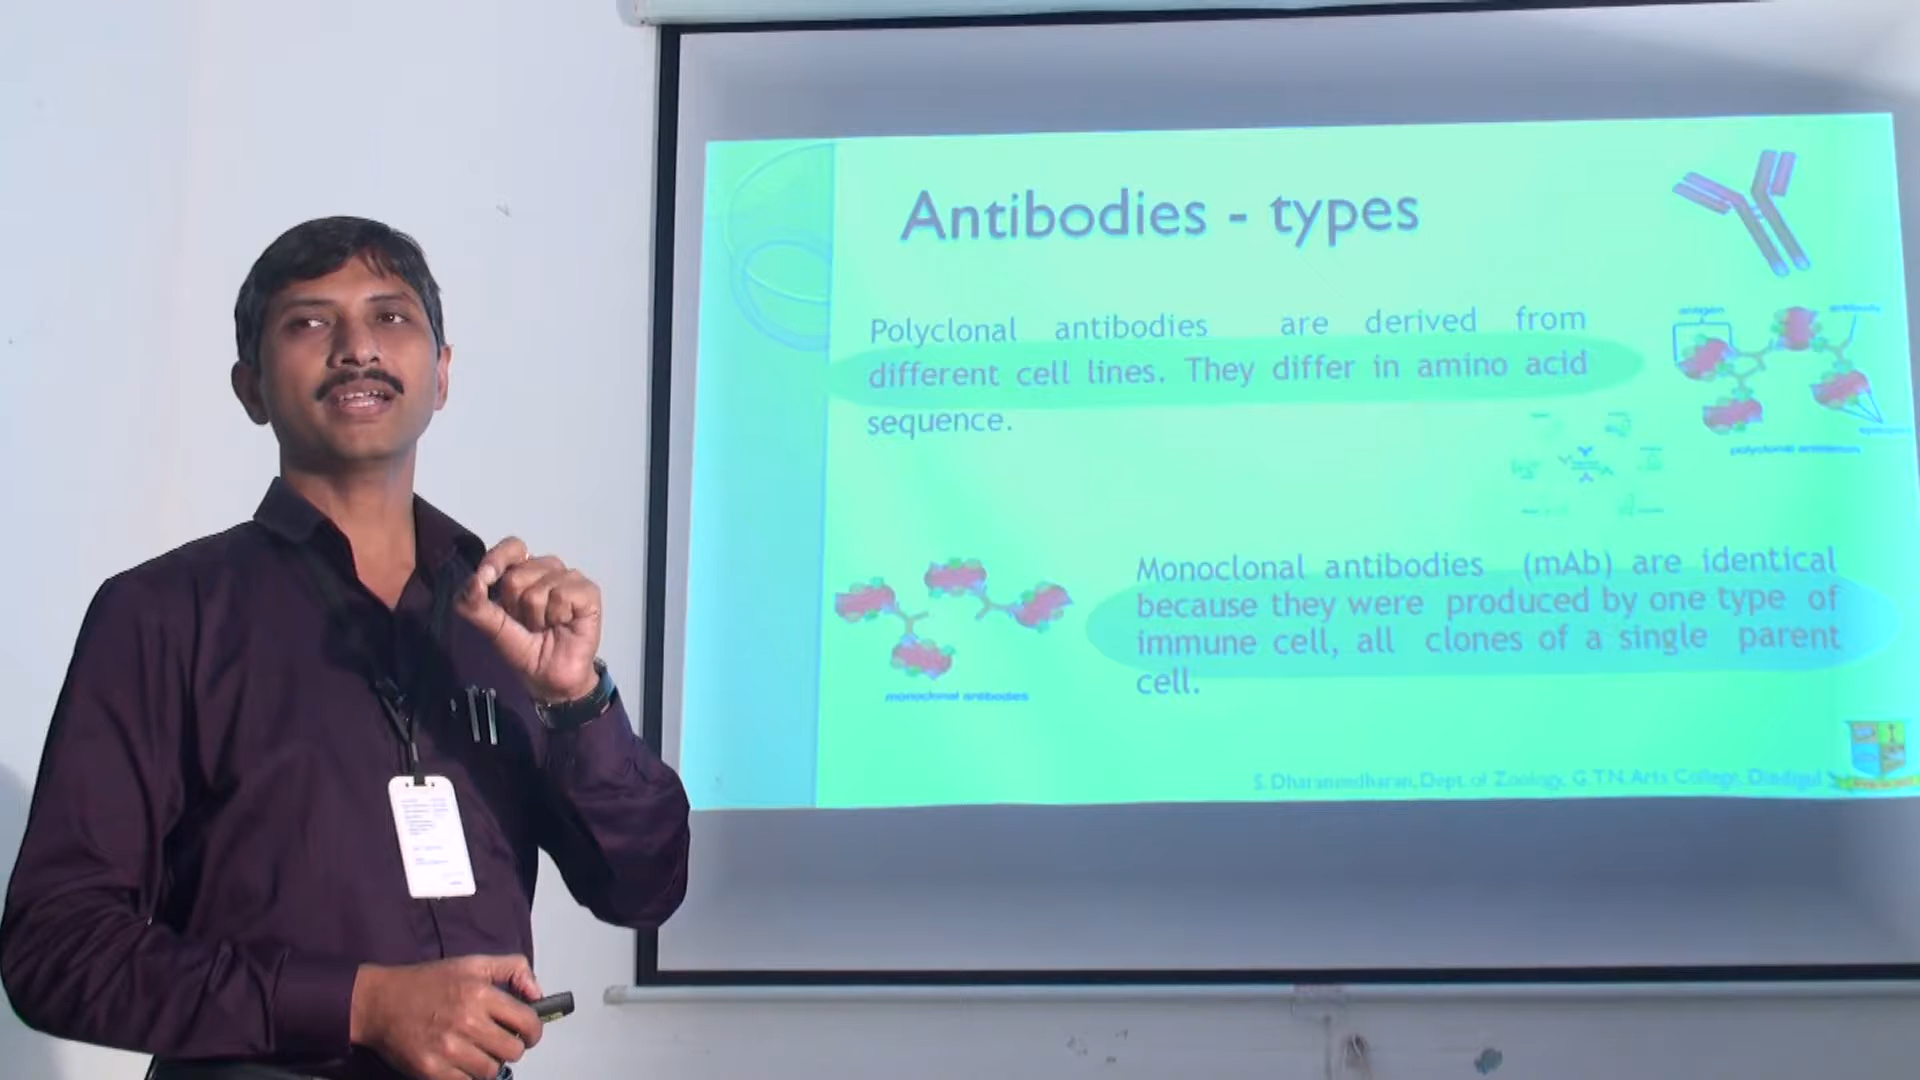 Antibodies - types
Polyclonal antibodies are derived from
different cell lines. They differ in amino acid
sequence.
antigen
polyclonal antibodies
Monoclonal antibodies (mAb) are identical
because they were produced by one type of
immune cell, all clones of a single parent
cell.
monoclonal antibodies
S. Dharaneedharan, Dept. of Zoology, G.T.N. Arts College, Dindigul